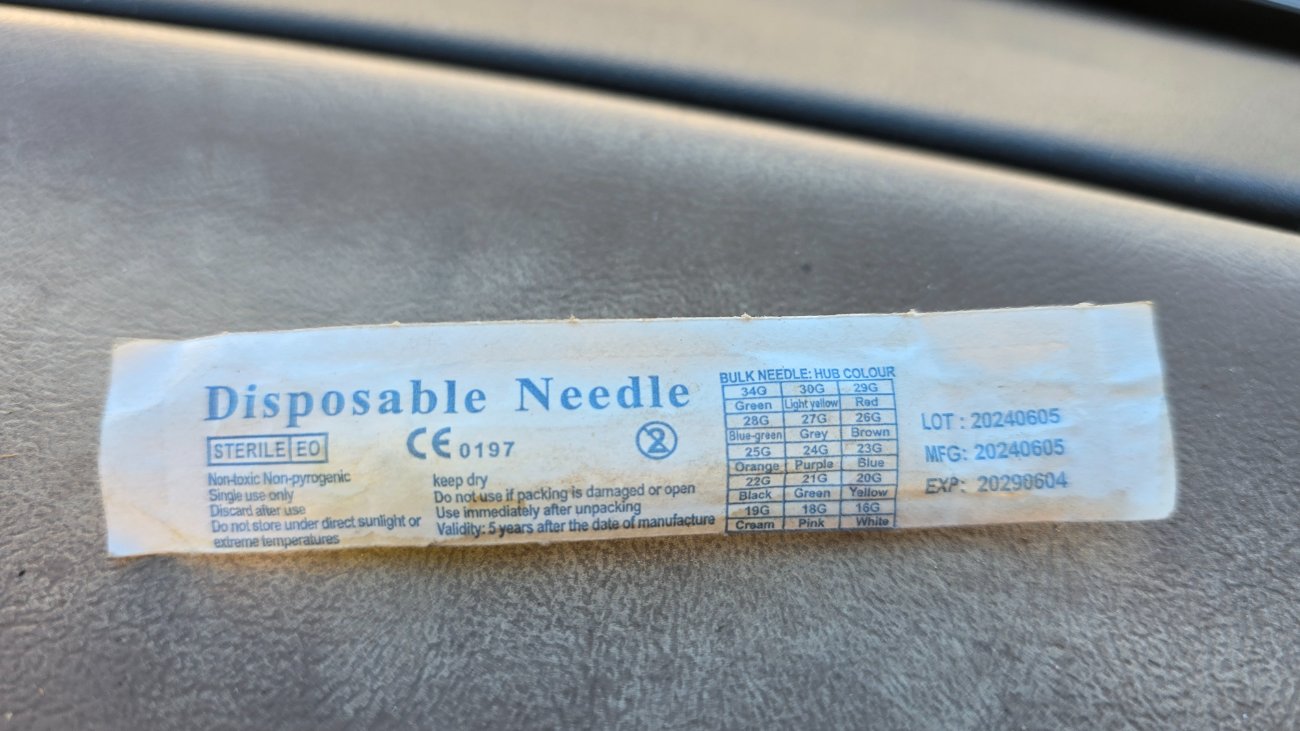 Disposable Needle
STERILE EO
CE 0197
2
Non-toxic Non-pyrogenic
Single use only
Discard after use
Do not store under direct sunlight or
extreme temperatures
keep dry
Do not use if packing is damaged or open
Use immediately after unpacking
Validity: 5 years after the date of manufacture
BULK NEEDLE: HUB COLOUR
34G 30G 29G
Green Light yellow Red
28G 27G 26G
Blue-green Grey Brown
25G 24G 23G
Orange Purple Blue
22G 21G 20G
Black Green Yellow
19G 18G 16G
Cream Pink White
LOT : 20240605
MFG: 20240605
EXP: 20290604